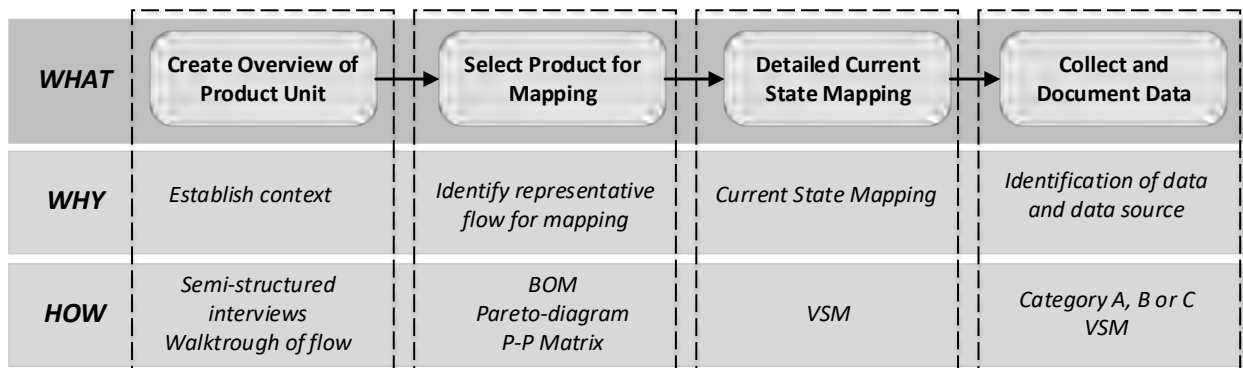 WHAT
Create Overview of
Product Unit
Select Product for
Mapping
Detailed Current
State Mapping
Collect and
Document Data
WHY
Establish context
Identify representative
flow for mapping
Current State Mapping
Identification of data
and data source
HOW
Semi-structured
interviews
Walktrough of flow
BOM
Pareto-diagram
P-P Matrix
VSM
Category A, B or C
VSM